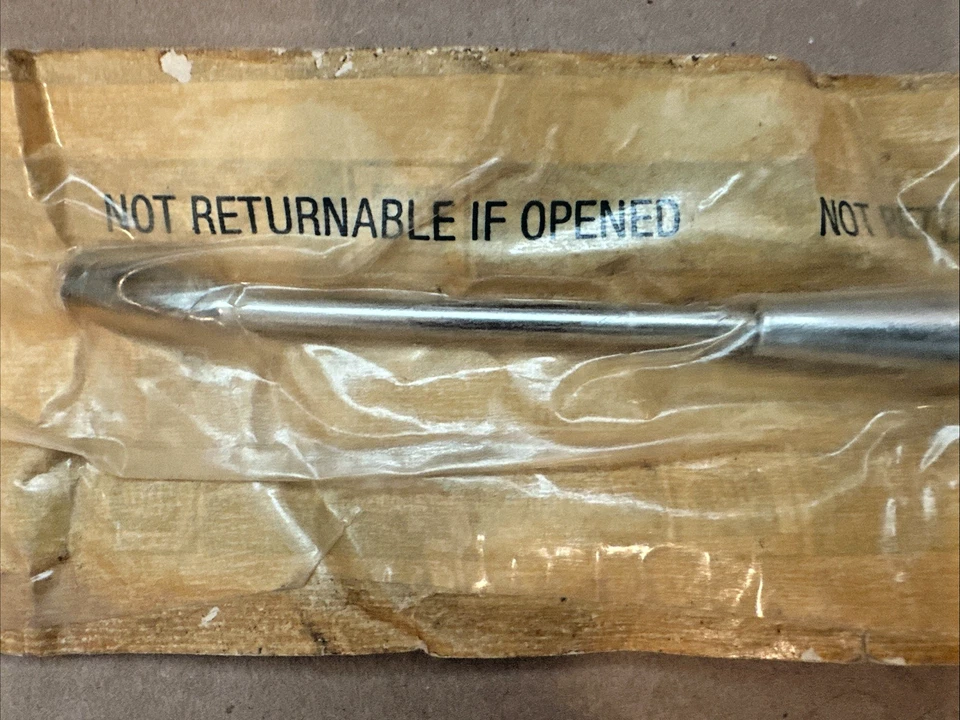 NOT RETURNABLE IF OPENED NOT